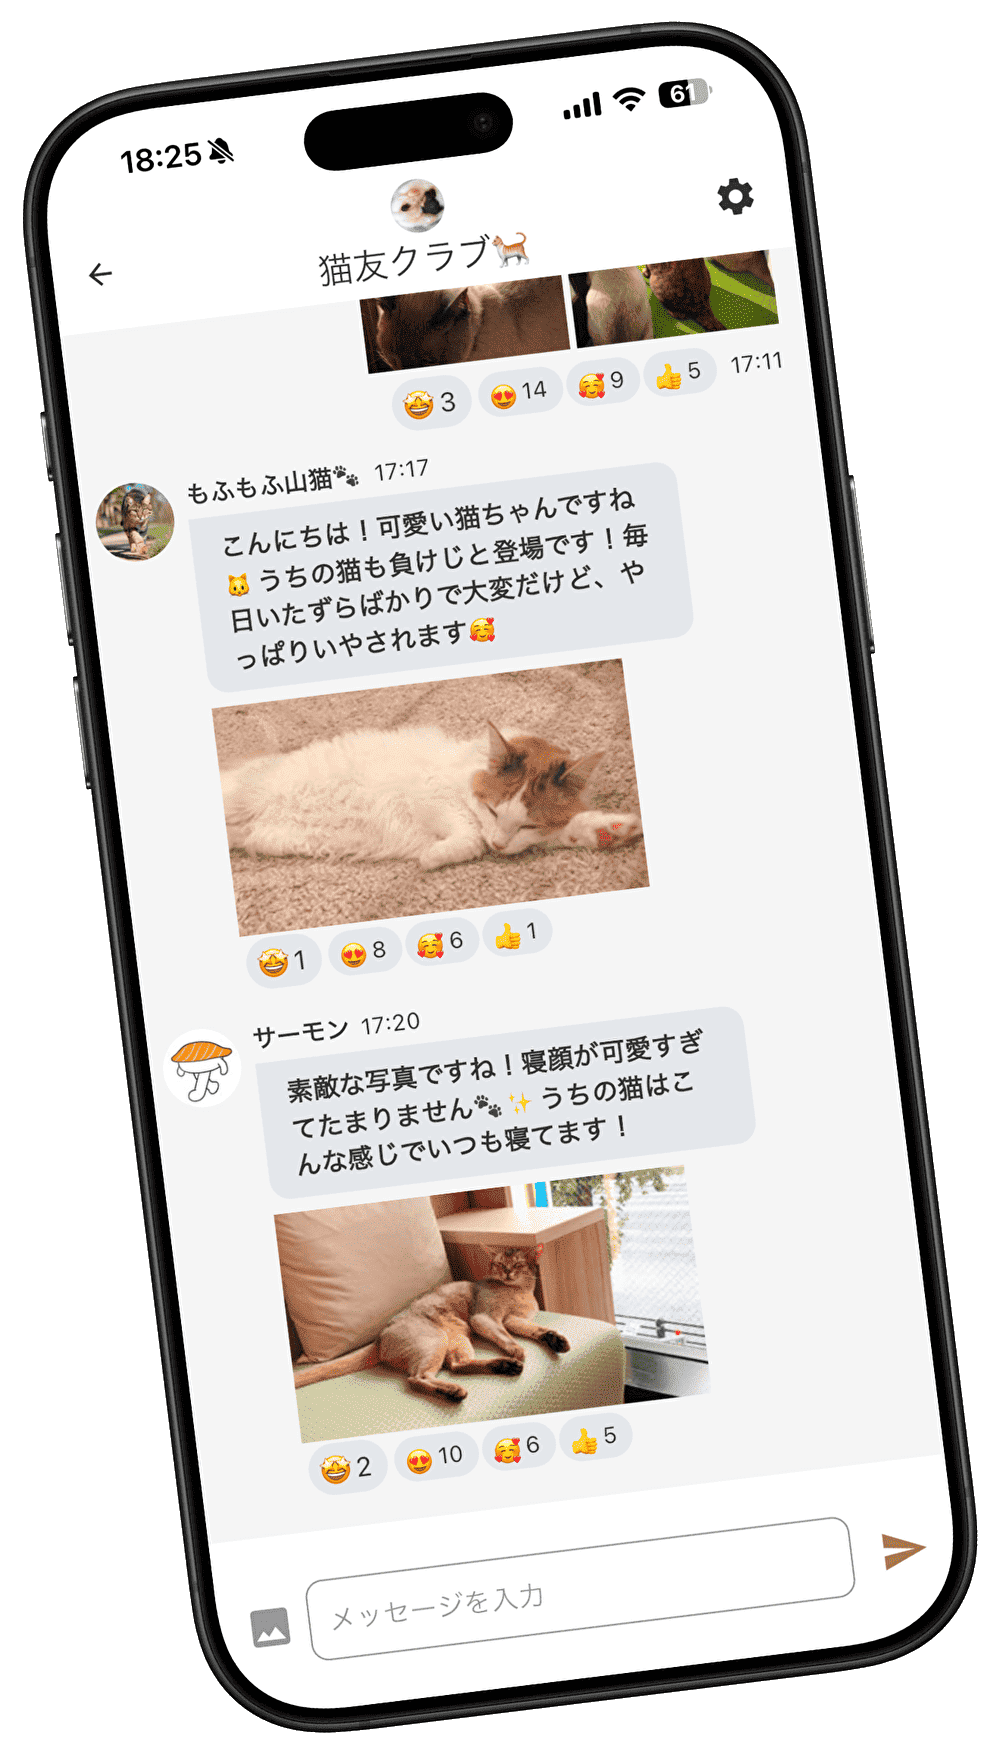 18:25
61
猫友クラブ🐈
🤩 3 😍 14 🥰 9 👍 5 17:11
もふもふ山猫🐾 17:17
こんにちは！可愛い猫ちゃんですね
🐱 うちの猫も負けじと登場です！毎
日いたずらばかりで大変だけど、や
っぱりいやされます🥰
🤩 1 😍 8 🥰 6 👍 1
サーモン 17:20
素敵な写真ですね！寝顔が可愛すぎ
てたまりません🐾✨ うちの猫はこ
んな感じでいつも寝てます！
🤩 2 😍 10 🥰 6 👍 5
メッセージを入力